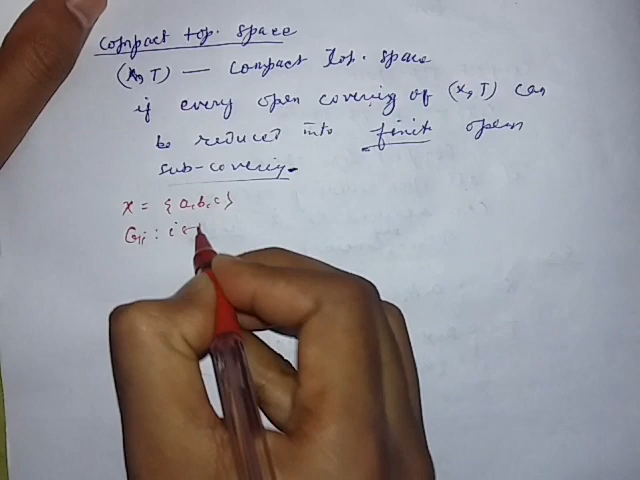 compact top. space
(X, T) — compact Top. space
if every open covering of (X, T) can
be reduced into finite open
sub-covering.
X = {a, b, c}
Gi : i